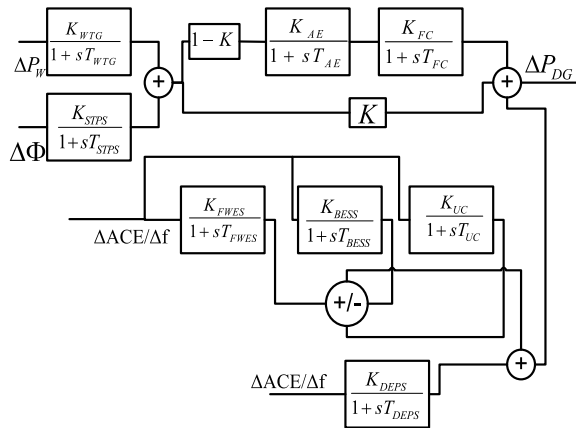 K_WTG / 1 + sT_WTG
1 − K
K_AE / 1 + sT_AE
K_FC / 1 + sT_FC
ΔP_W
+
+
ΔP_DG
K_STPS / 1+sT_STPS
K
ΔΦ
K_FWES / 1 + sT_FWES
K_BESS / 1+sT_BESS
K_UC / 1 + sT_UC
ΔACE/Δf
+/-
+
ΔACE/Δf
K_DEPS / 1 + sT_DEPS